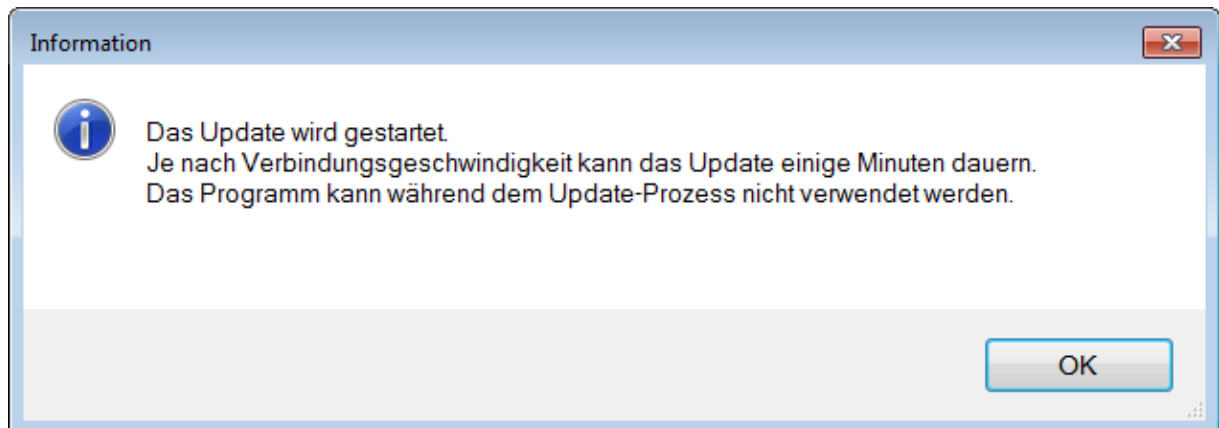 Information
Das Update wird gestartet.
Je nach Verbindungsgeschwindigkeit kann das Update einige Minuten dauern.
Das Programm kann während dem Update-Prozess nicht verwendet werden.
OK